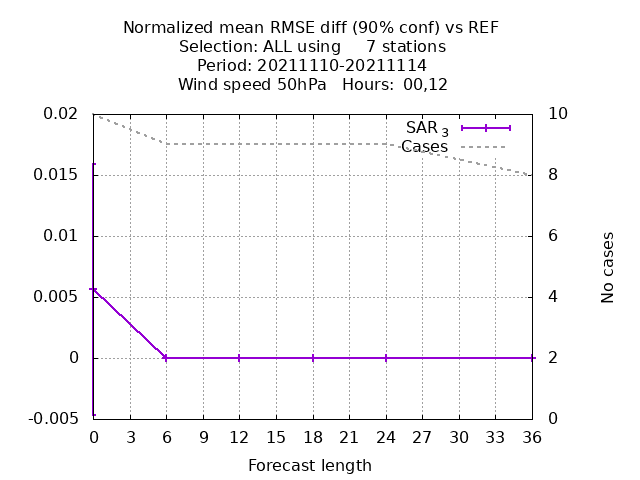 Normalized mean RMSE diff (90% conf) vs REF
Selection: ALL using     7 stations
Period: 20211110-20211114
Wind speed 50hPa   Hours:  00,12
0.02
0.015
0.01
0.005
0
-0.005
SAR 3
Cases
10
8
6
4
2
0
No cases
0 3 6 9 12 15 18 21 24 27 30 33 36
Forecast length